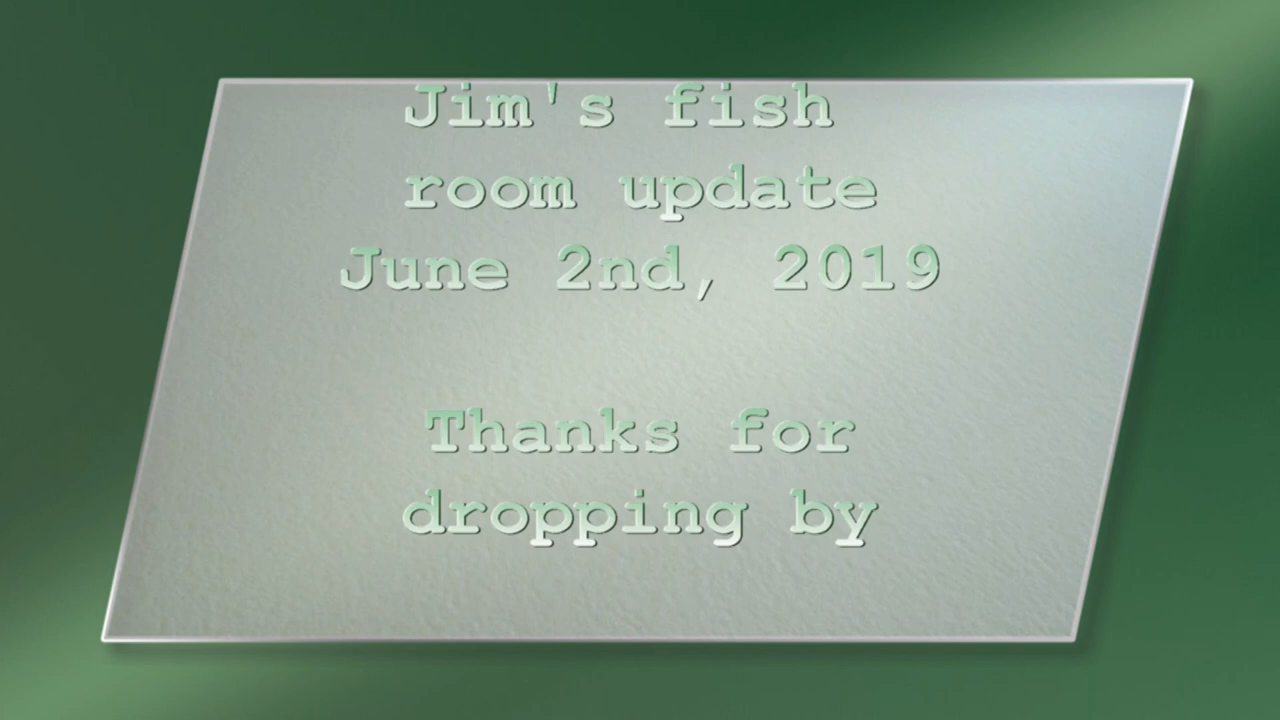 Jim's fish
room update
June 2nd, 2019
Thanks for
dropping by